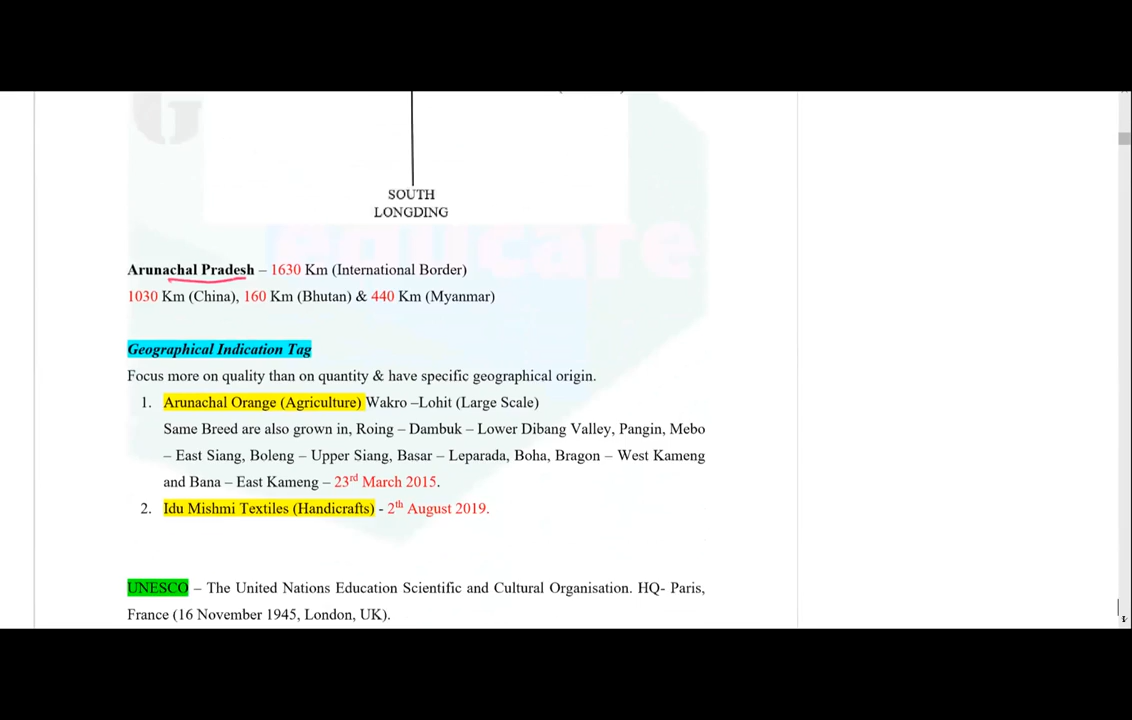 SOUTH
LONGDING
educare
Arunachal Pradesh – 1630 Km (International Border)
1030 Km (China), 160 Km (Bhutan) & 440 Km (Myanmar)
Geographical Indication Tag
Focus more on quality than on quantity & have specific geographical origin.
1. Arunachal Orange (Agriculture) Wakro –Lohit (Large Scale)
Same Breed are also grown in, Roing – Dambuk – Lower Dibang Valley, Pangin, Mebo
– East Siang, Boleng – Upper Siang, Basar – Leparada, Boha, Bragon – West Kameng
and Bana – East Kameng – 23rd March 2015.
2. Idu Mishmi Textiles (Handicrafts) - 2th August 2019.
UNESCO – The United Nations Education Scientific and Cultural Organisation. HQ- Paris,
France (16 November 1945, London, UK).